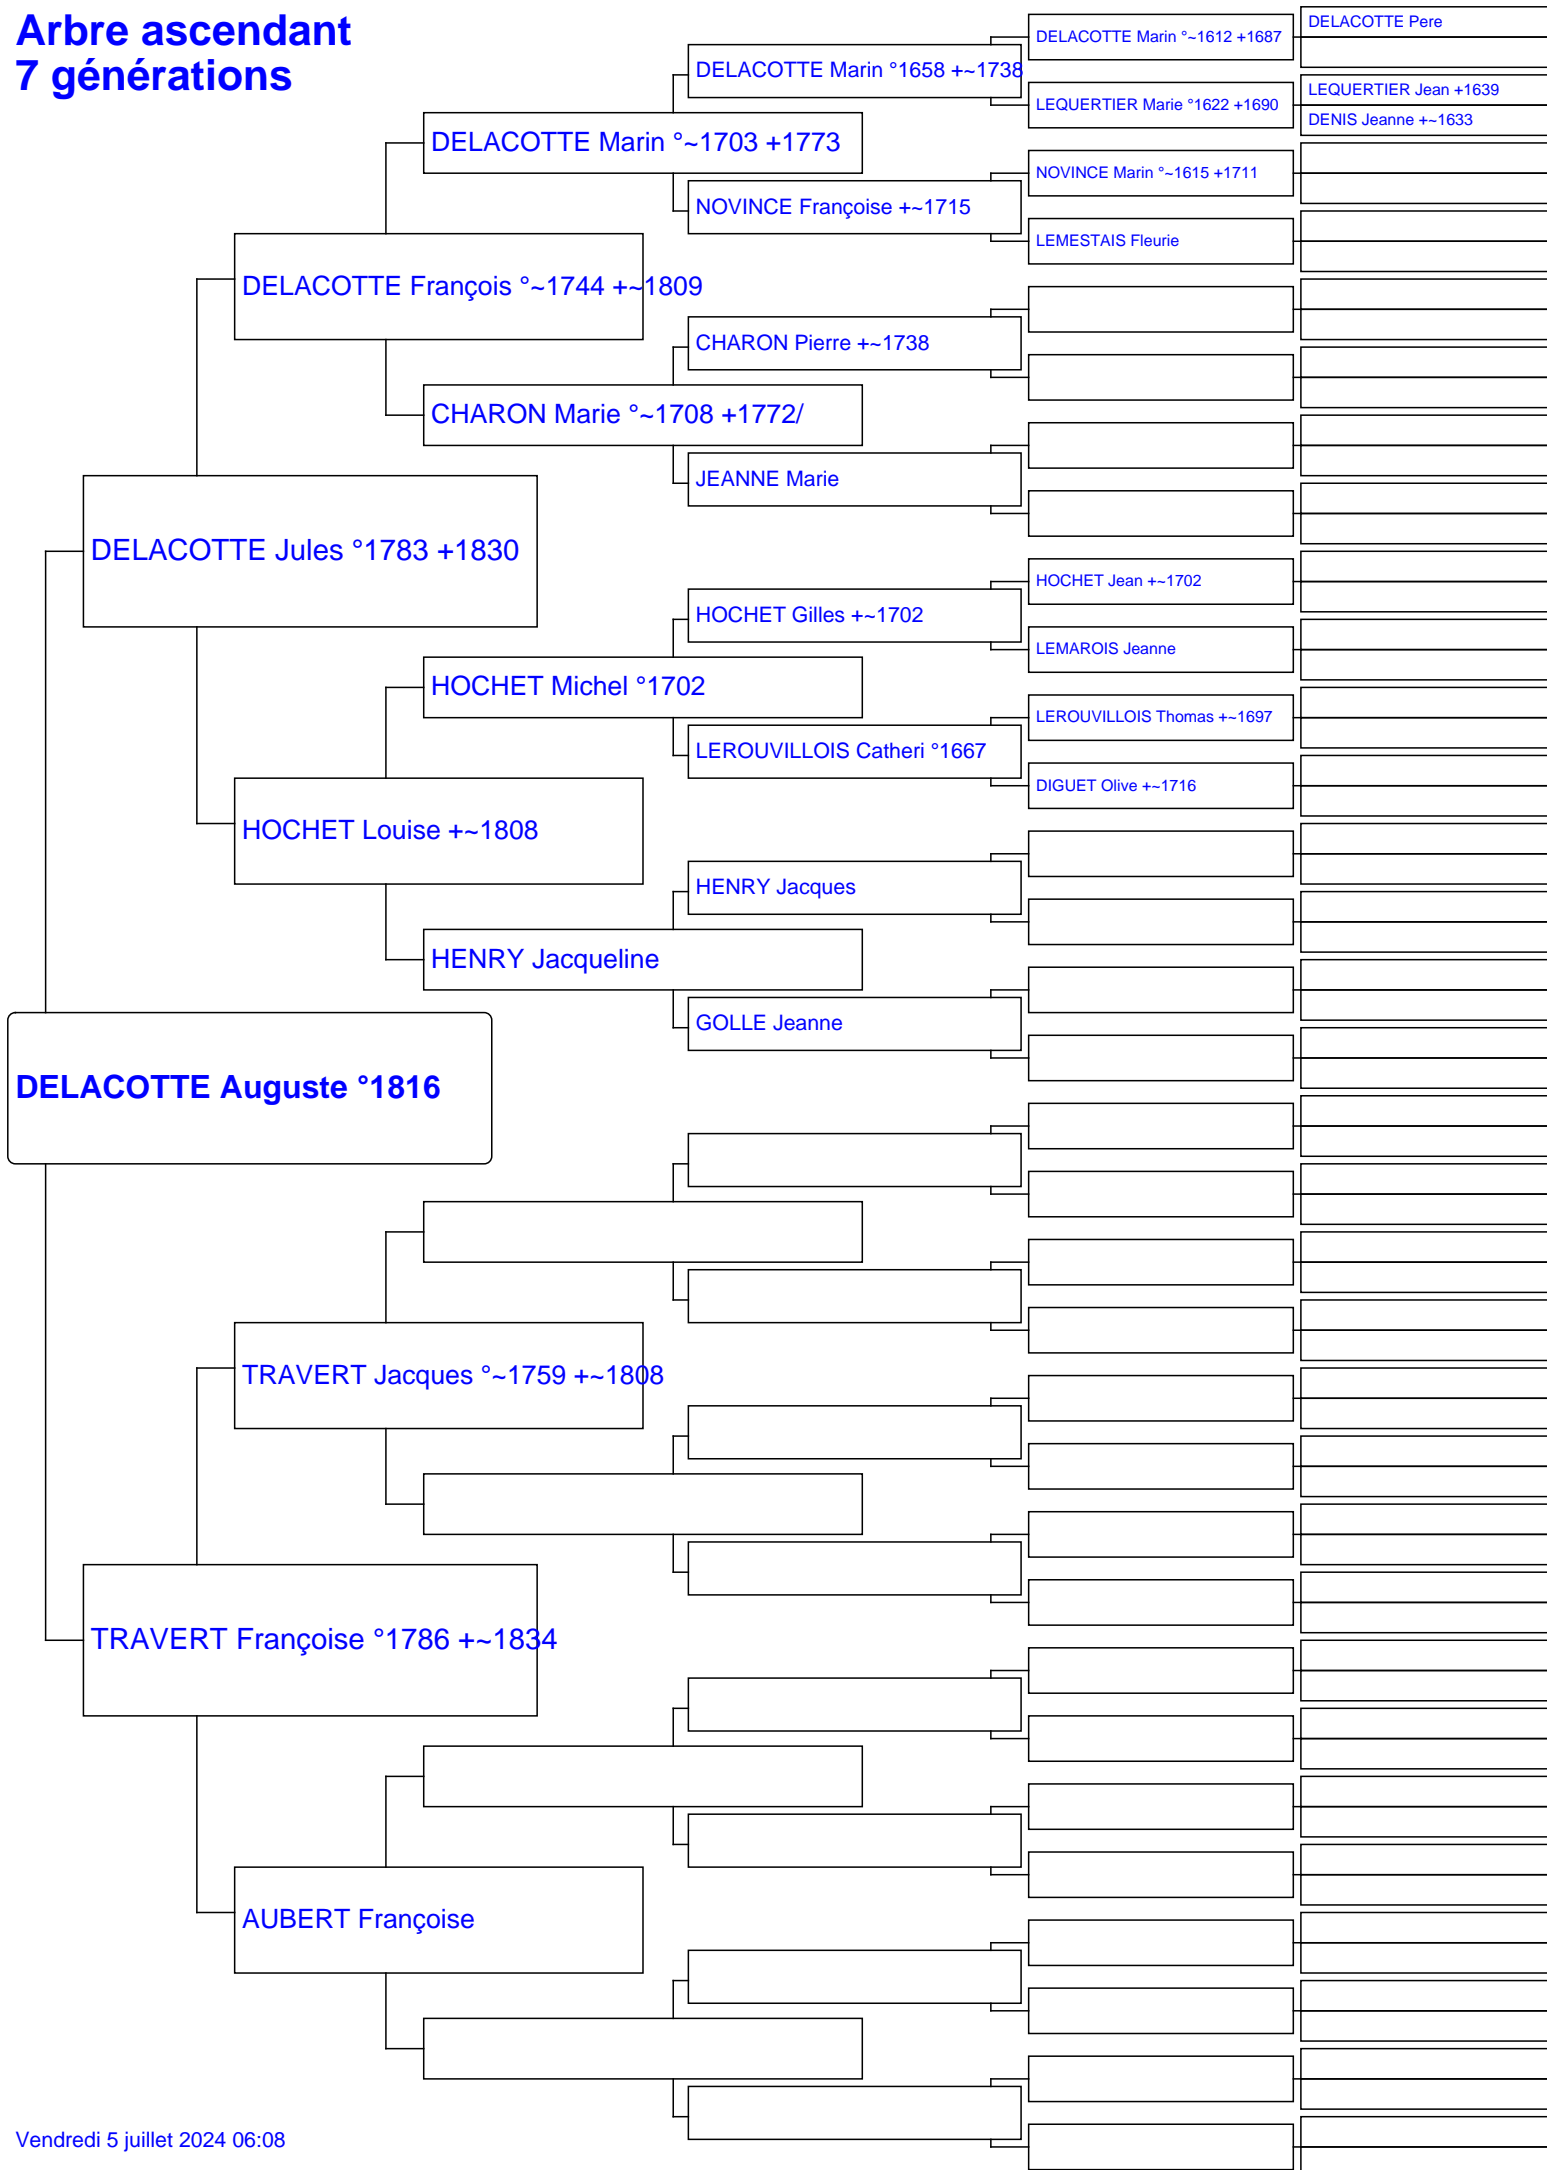 Arbre ascendant
7 générations
DELACOTTE Pere
DELACOTTE Marin °~1612 +1687
DELACOTTE Marin °1658 +~1738
LEQUERTIER Jean +1639
LEQUERTIER Marie °1622 +1690
DENIS Jeanne +~1633
DELACOTTE Marin °~1703 +1773
NOVINCE Marin °~1615 +1711
NOVINCE Françoise +~1715
LEMESTAIS Fleurie
DELACOTTE François °~1744 +~1809
CHARON Pierre +~1738
CHARON Marie °~1708 +1772/
JEANNE Marie
DELACOTTE Jules °1783 +1830
HOCHET Jean +~1702
HOCHET Gilles +~1702
LEMAROIS Jeanne
HOCHET Michel °1702
LEROUVILLOIS Thomas +~1697
LEROUVILLOIS Catheri °1667
DIGUET Olive +~1716
HOCHET Louise +~1808
HENRY Jacques
HENRY Jacqueline
GOLLE Jeanne
DELACOTTE Auguste °1816
TRAVERT Jacques °~1759 +~1808
TRAVERT Françoise °1786 +~1834
AUBERT Françoise
Vendredi 5 juillet 2024 06:08